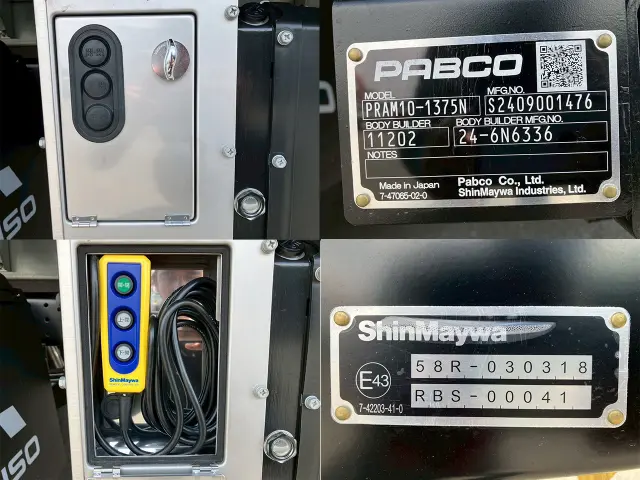 PABCO
MODEL
MFG.NO.
PRAM10-1375N
S2409001476
BODY BUILDER
BODY BUILDER MFG.NO.
11202
24-6N6336
NOTES
Made in Japan
7-47065-02-0
Pabco Co., Ltd.
ShinMaywa Industries, Ltd.
ShinMaywa
ShinMaywa
E43
58R-030318
RBS-00041
7-42203-41-0